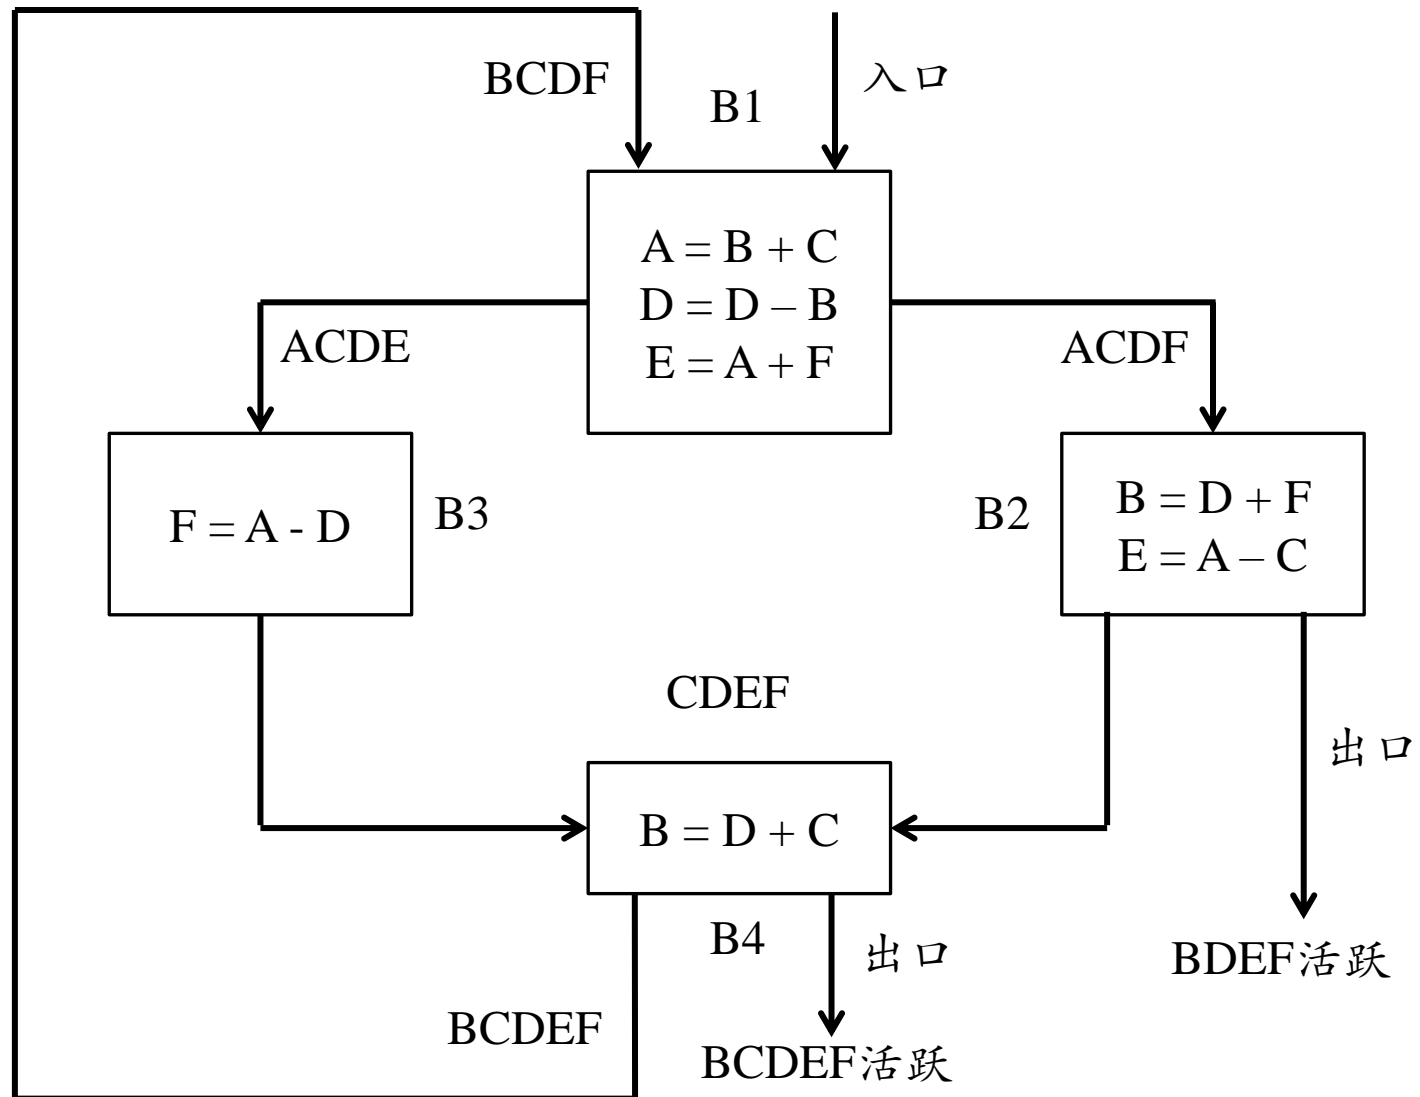 BCDF
入口
B1
A = B + C
D = D – B
E = A + F
ACDE
ACDF
F = A - D
B3
B2
B = D + F
E = A – C
CDEF
出口
B = D + C
B4
出口
BDEF活跃
BCDEF
BCDEF活跃